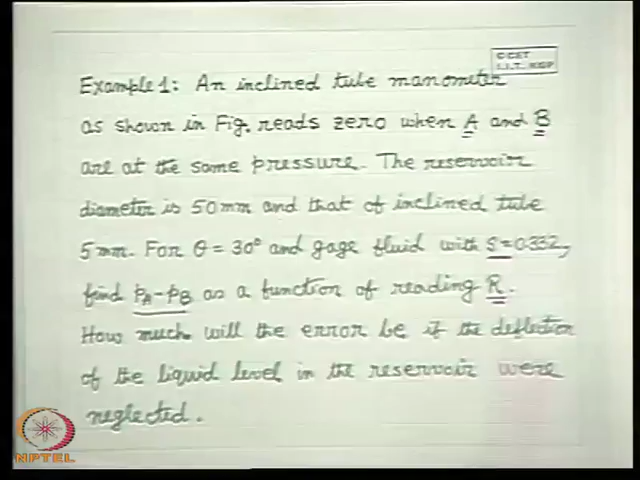 © CET
I.I.T. KGP
Example 1: An inclined tube manometer
as shown in Fig. reads zero when A and B
are at the same pressure. The reservoir
diameter is 50mm and that of inclined tube
5mm. For θ = 30° and gage fluid with S = 0.332,
find pA-pB as a function of reading R.
How much will the error be if the deflection
of the liquid level in the reservoir were
neglected.
NPTEL